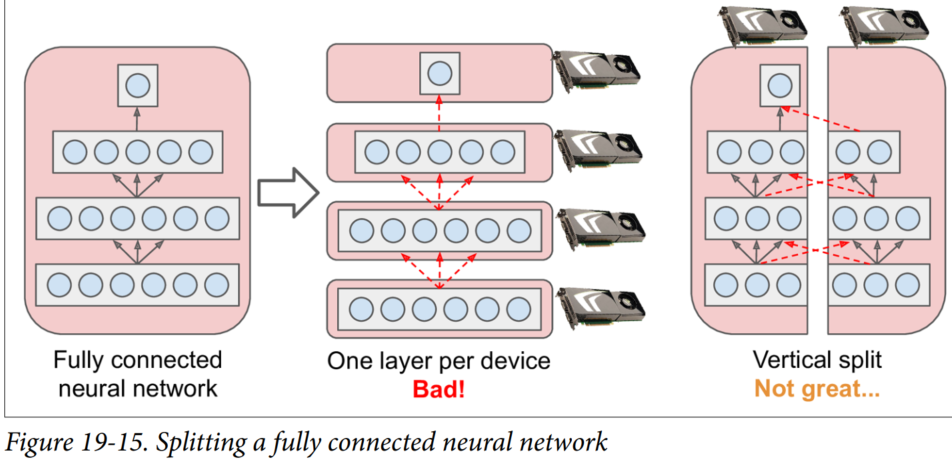 Fully connected
neural network
One layer per device
Bad!
Vertical split
Not great...
Figure 19-15. Splitting a fully connected neural network